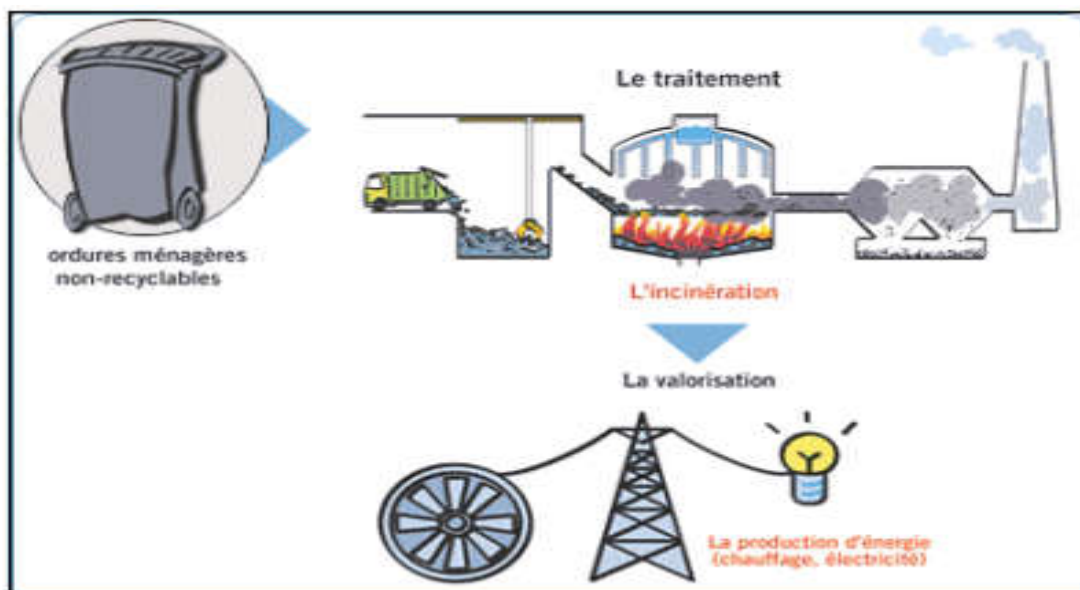 Le traitement
ordures ménagères
non-recyclables
L'incinération
La valorisation
La production d'énergie
(chauffage, électricité)